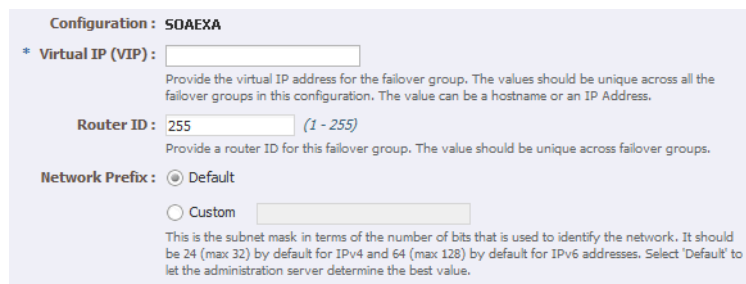 Configuration : SOAEXA
* Virtual IP (VIP) :
Provide the virtual IP address for the failover group. The values should be unique across all the
failover groups in this configuration. The value can be a hostname or an IP Address.
Router ID : 255 (1 - 255)
Provide a router ID for this failover group. The value should be unique across failover groups.
Network Prefix : Default
Custom
This is the subnet mask in terms of the number of bits that is used to identify the network. It should
be 24 (max 32) by default for IPv4 and 64 (max 128) by default for IPv6 addresses. Select 'Default' to
let the administration server determine the best value.